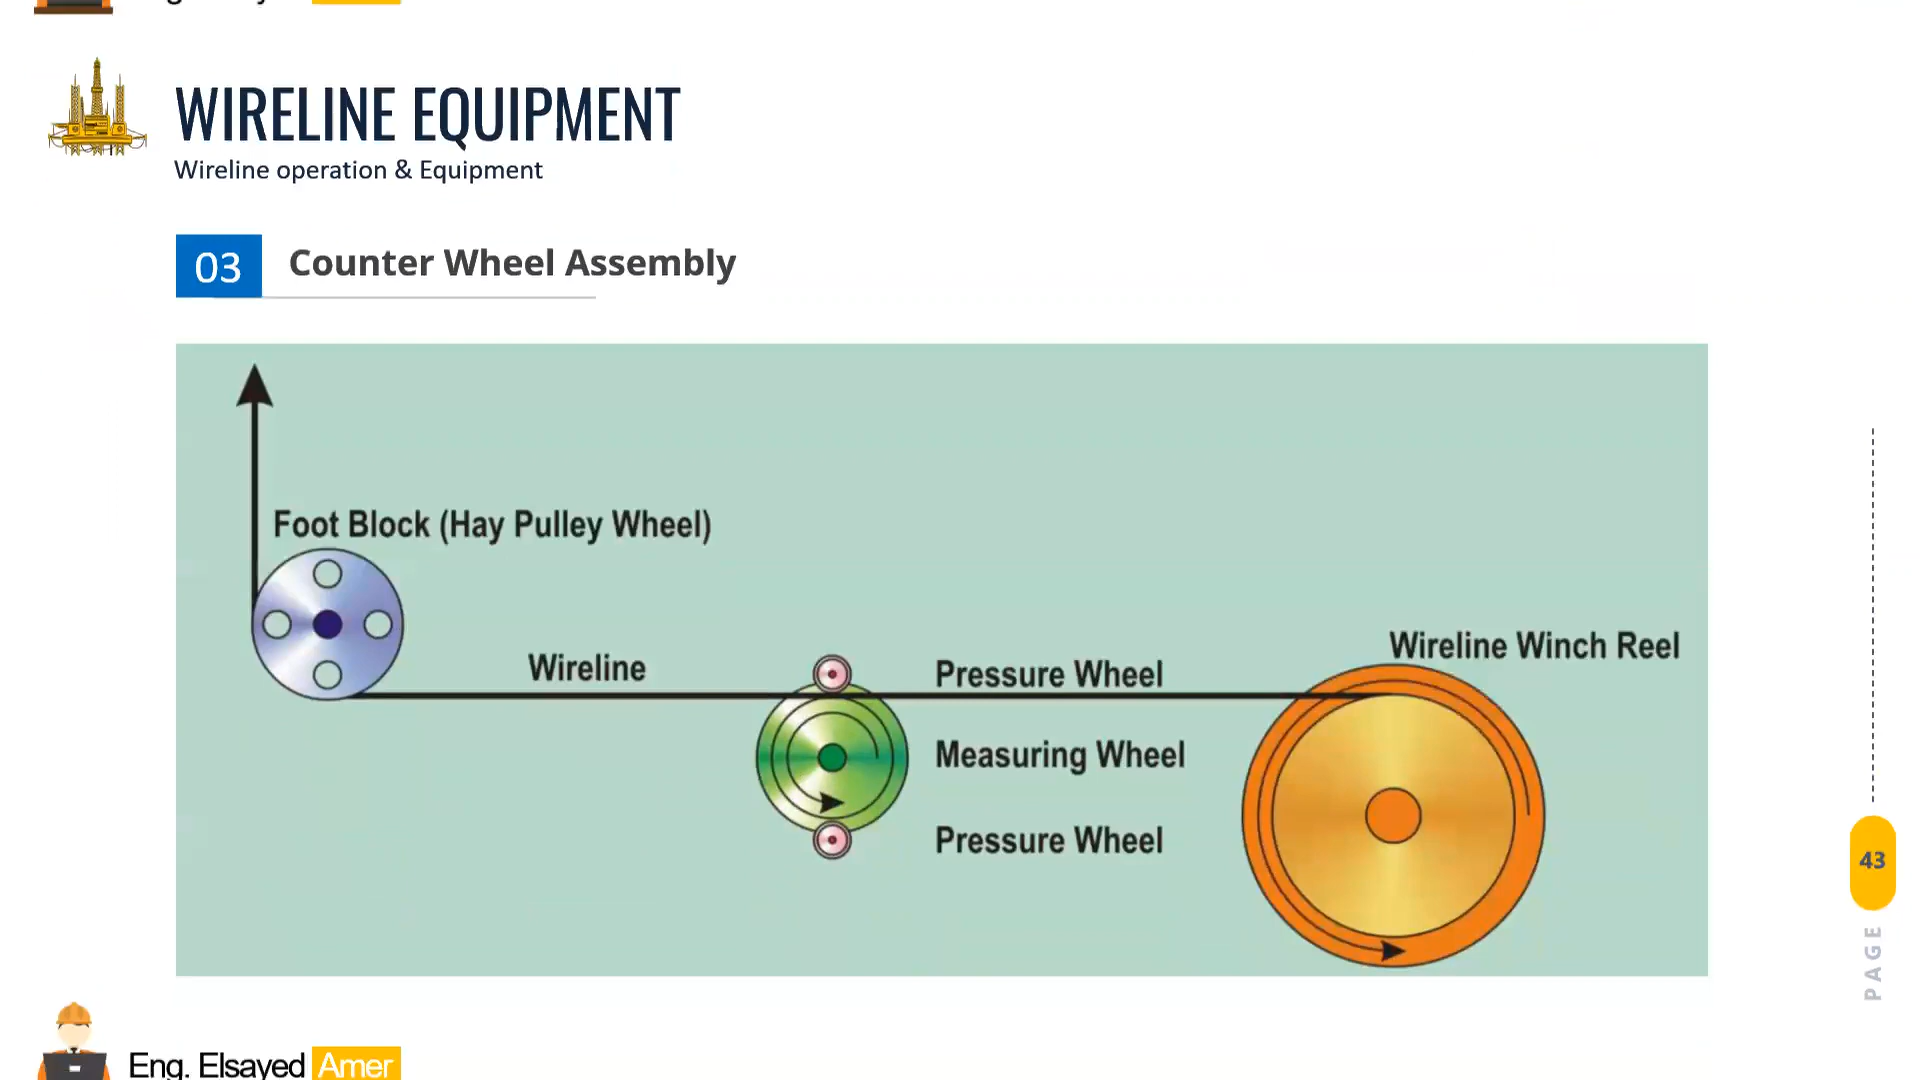 WIRELINE EQUIPMENT
Wireline operation & Equipment
03 Counter Wheel Assembly
Foot Block (Hay Pulley Wheel)
Wireline
Pressure Wheel
Wireline Winch Reel
Measuring Wheel
Pressure Wheel
43
PAGE
Eng. Elsayed Amer